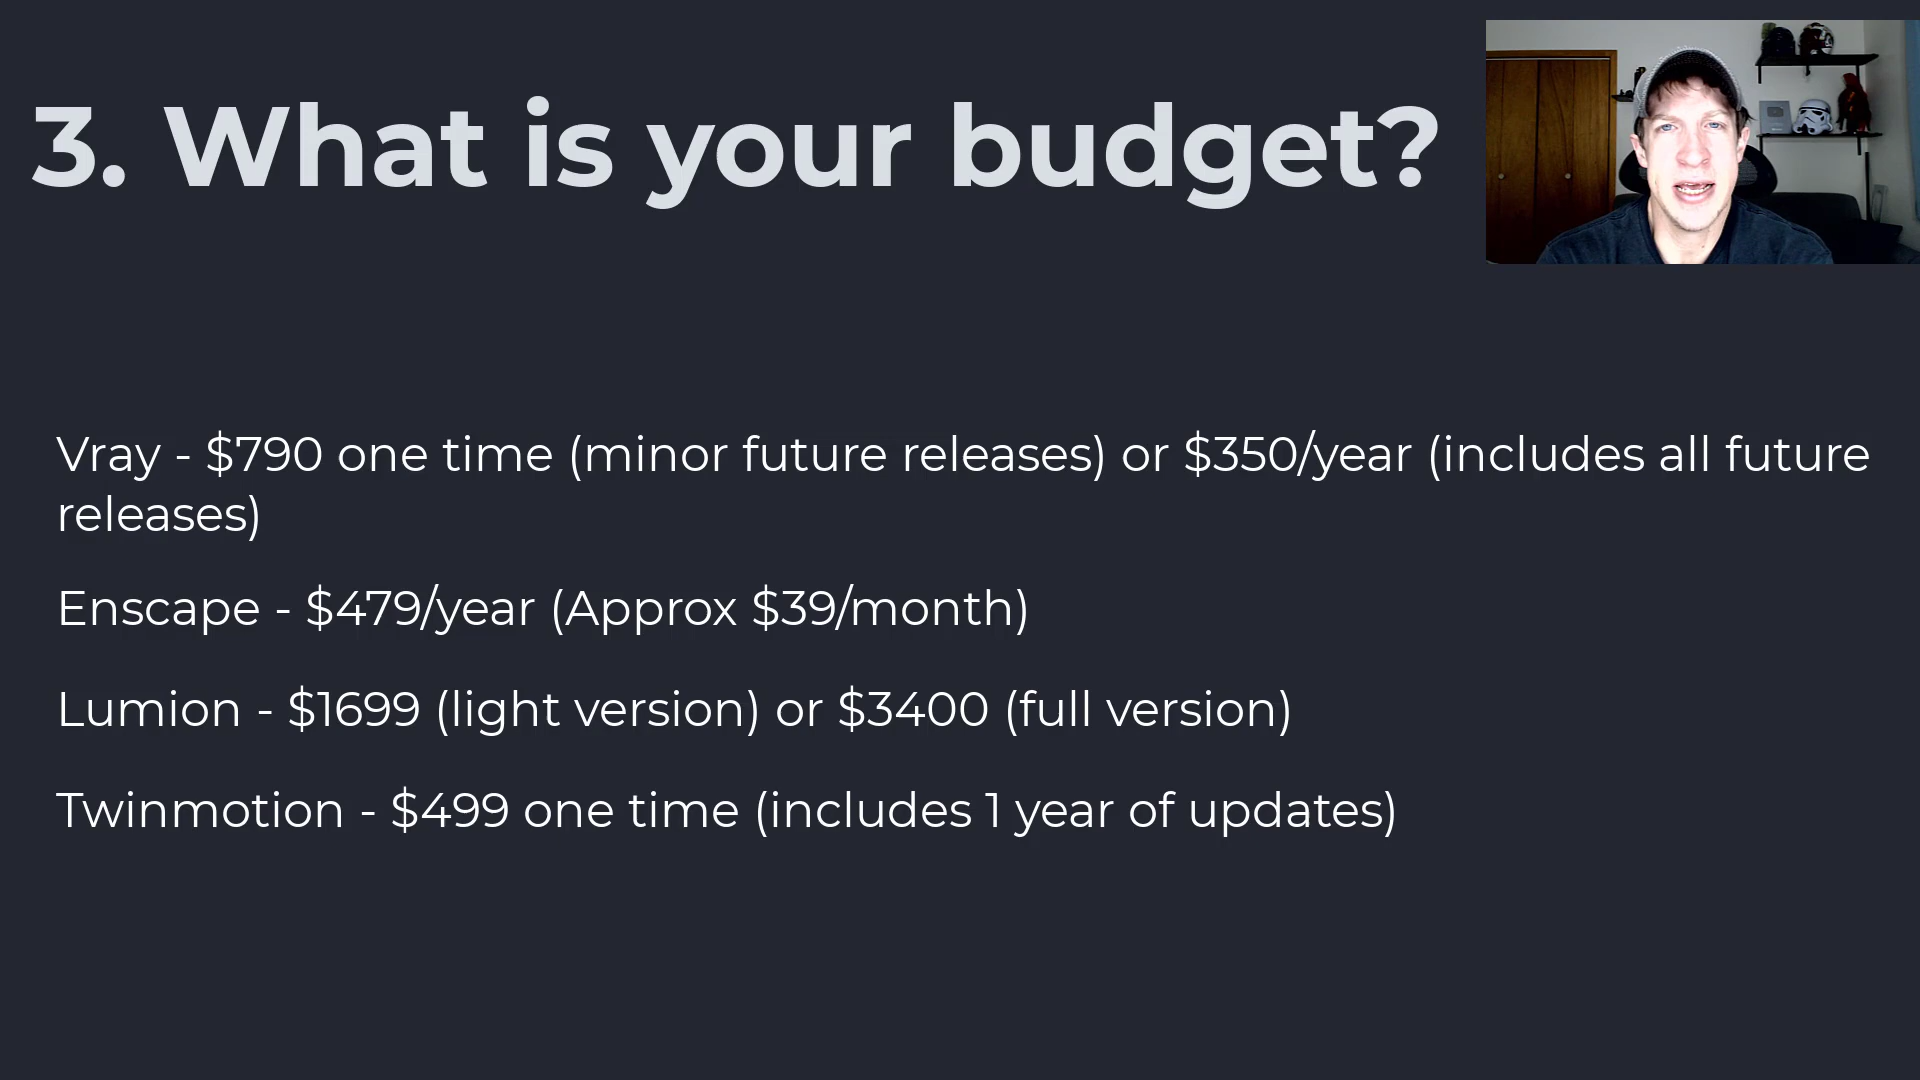 3. What is your budget?
Vray - $790 one time (minor future releases) or $350/year (includes all future
releases)
Enscape - $479/year (Approx $39/month)
Lumion - $1699 (light version) or $3400 (full version)
Twinmotion - $499 one time (includes 1 year of updates)